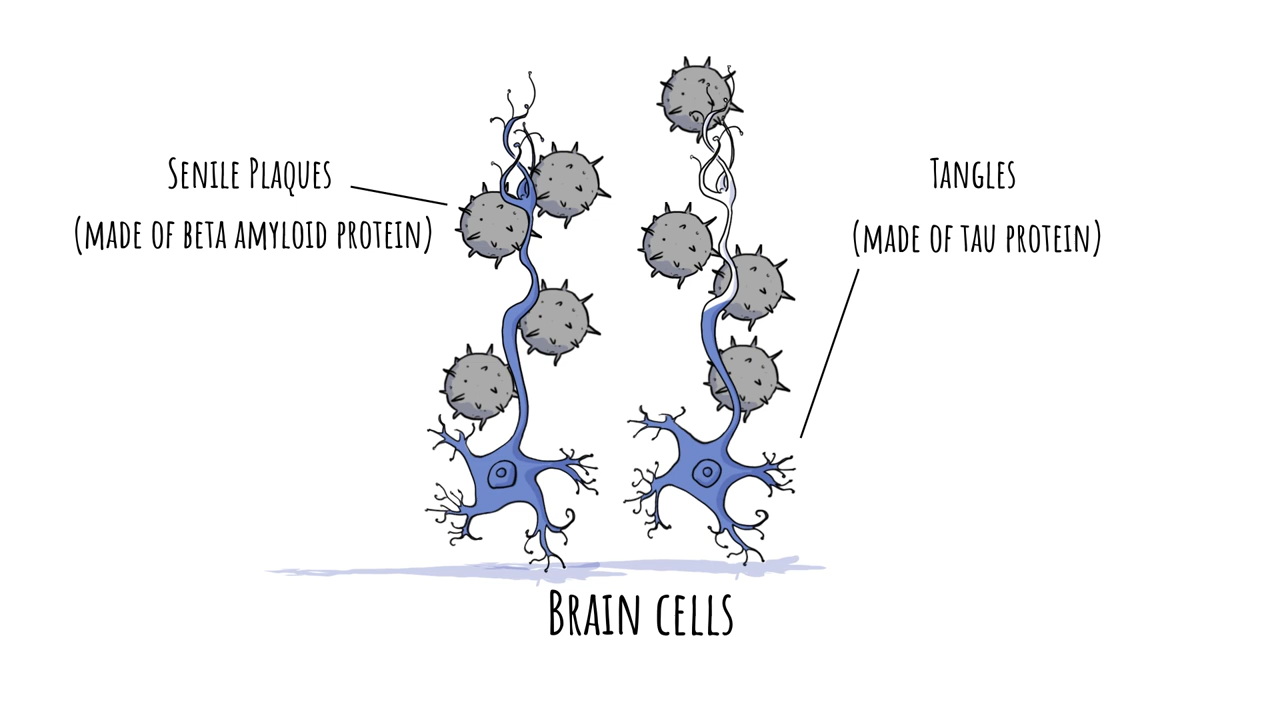 Senile Plaques
(made of beta amyloid protein)
Tangles
(made of tau protein)
Brain cells